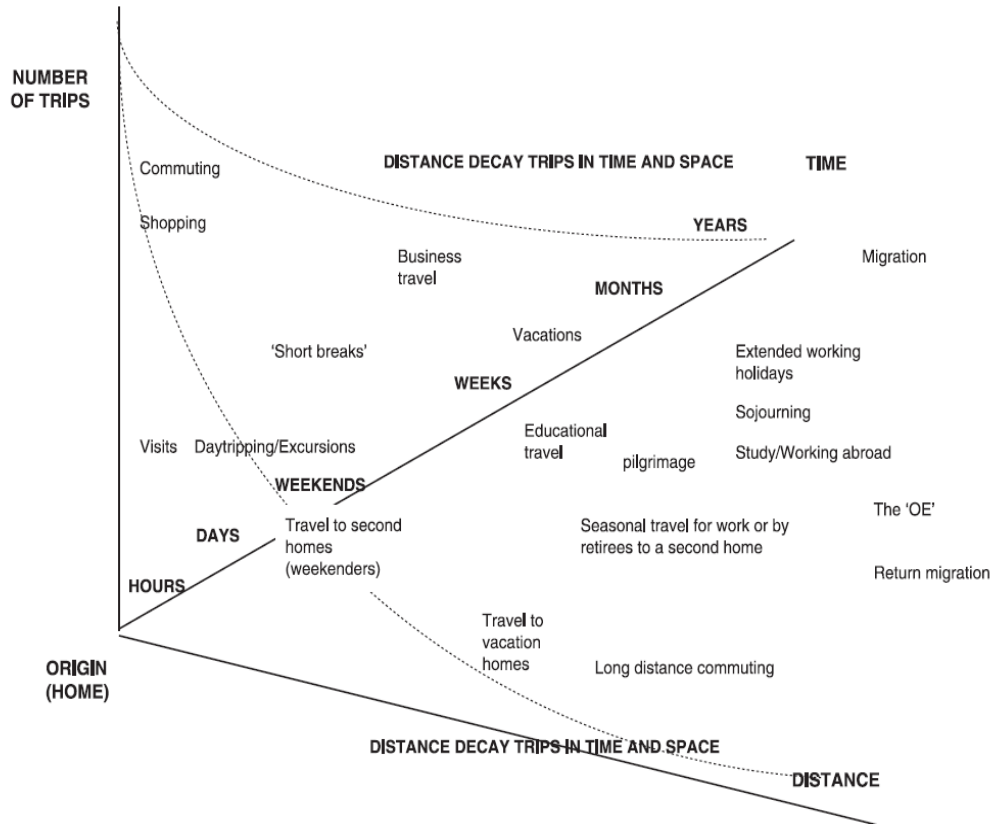 NUMBER
OF TRIPS
Commuting
DISTANCE DECAY TRIPS IN TIME AND SPACE
TIME
Shopping
YEARS
Business
travel
Migration
MONTHS
Vacations
'Short breaks'
Extended working
holidays
WEEKS
Sojourning
Educational
travel
Visits
Daytripping/Excursions
pilgrimage
Study/Working abroad
WEEKENDS
The 'OE'
DAYS
Travel to second
homes
(weekenders)
Seasonal travel for work or by
retirees to a second home
HOURS
Return migration
Travel to
vacation
homes
ORIGIN
(HOME)
Long distance commuting
DISTANCE DECAY TRIPS IN TIME AND SPACE
DISTANCE